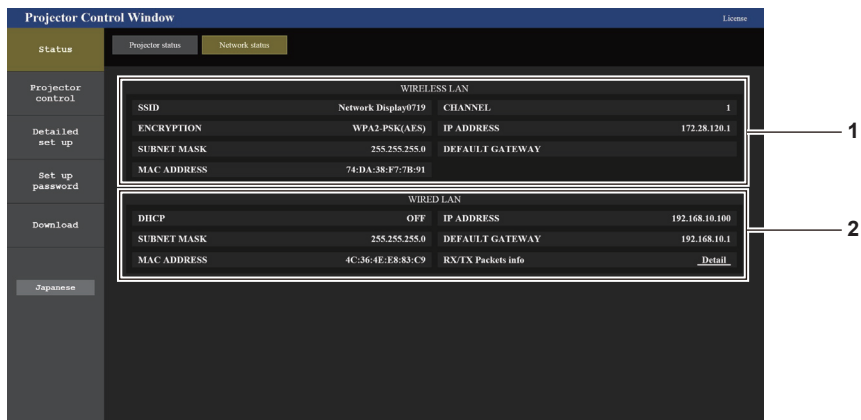 Projector Control Window
License
Status
Projector status
Network status
Projector
control
Detailed
set up
Set up
password
Download
Japanese
WIRELESS LAN
SSID Network Display0719 CHANNEL 1
ENCRYPTION WPA2-PSK(AES) IP ADDRESS 172.28.120.1
SUBNET MASK 255.255.255.0 DEFAULT GATEWAY
MAC ADDRESS 74:DA:38:F7:7B:91
1
WIRED LAN
DHCP OFF IP ADDRESS 192.168.10.100
SUBNET MASK 255.255.255.0 DEFAULT GATEWAY 192.168.10.1
MAC ADDRESS 4C:36:4E:E8:83:C9 RX/TX Packets info Detail
2